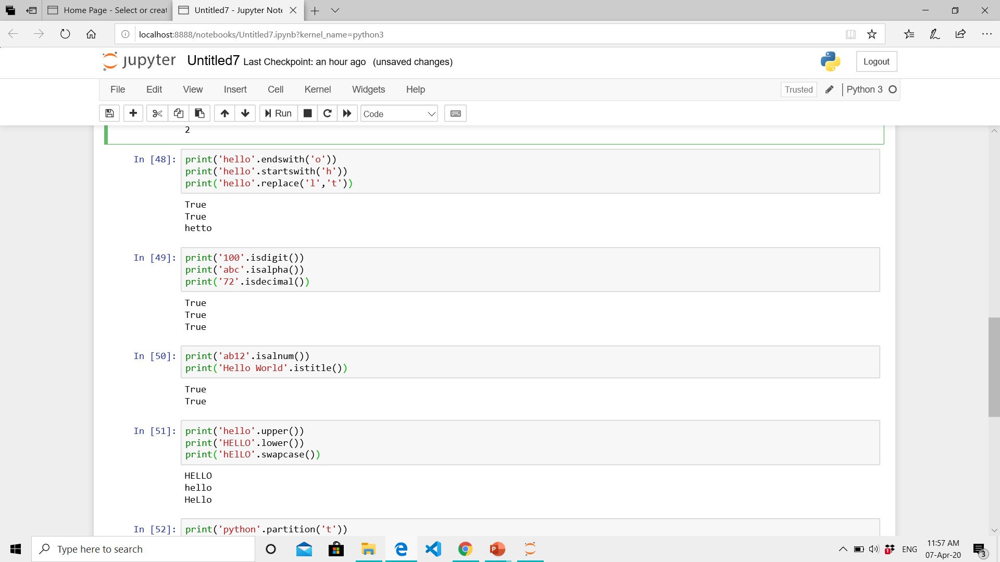 Home Page - Select or creat
Untitled7 - Jupyter Note
localhost:8888/notebooks/Untitled7.ipynb?kernel_name=python3
jupyter Untitled7 Last Checkpoint: an hour ago (unsaved changes)
Logout
File Edit View Insert Cell Kernel Widgets Help
Trusted Python 3
Run Code
2
In [48]: print('hello'.endswith('o'))
print('hello'.startswith('h'))
print('hello'.replace('l','t'))
True
True
hetto
In [49]: print('100'.isdigit())
print('abc'.isalpha())
print('72'.isdecimal())
True
True
True
In [50]: print('ab12'.isalnum())
print('Hello World'.istitle())
True
True
In [51]: print('hello'.upper())
print('HELLO'.lower())
print('hElLO'.swapcase())
HELLO
hello
HeLlo
In [52]: print('python'.partition('t'))
Type here to search
P
1
ENG
11:57 AM
07-Apr-20
3